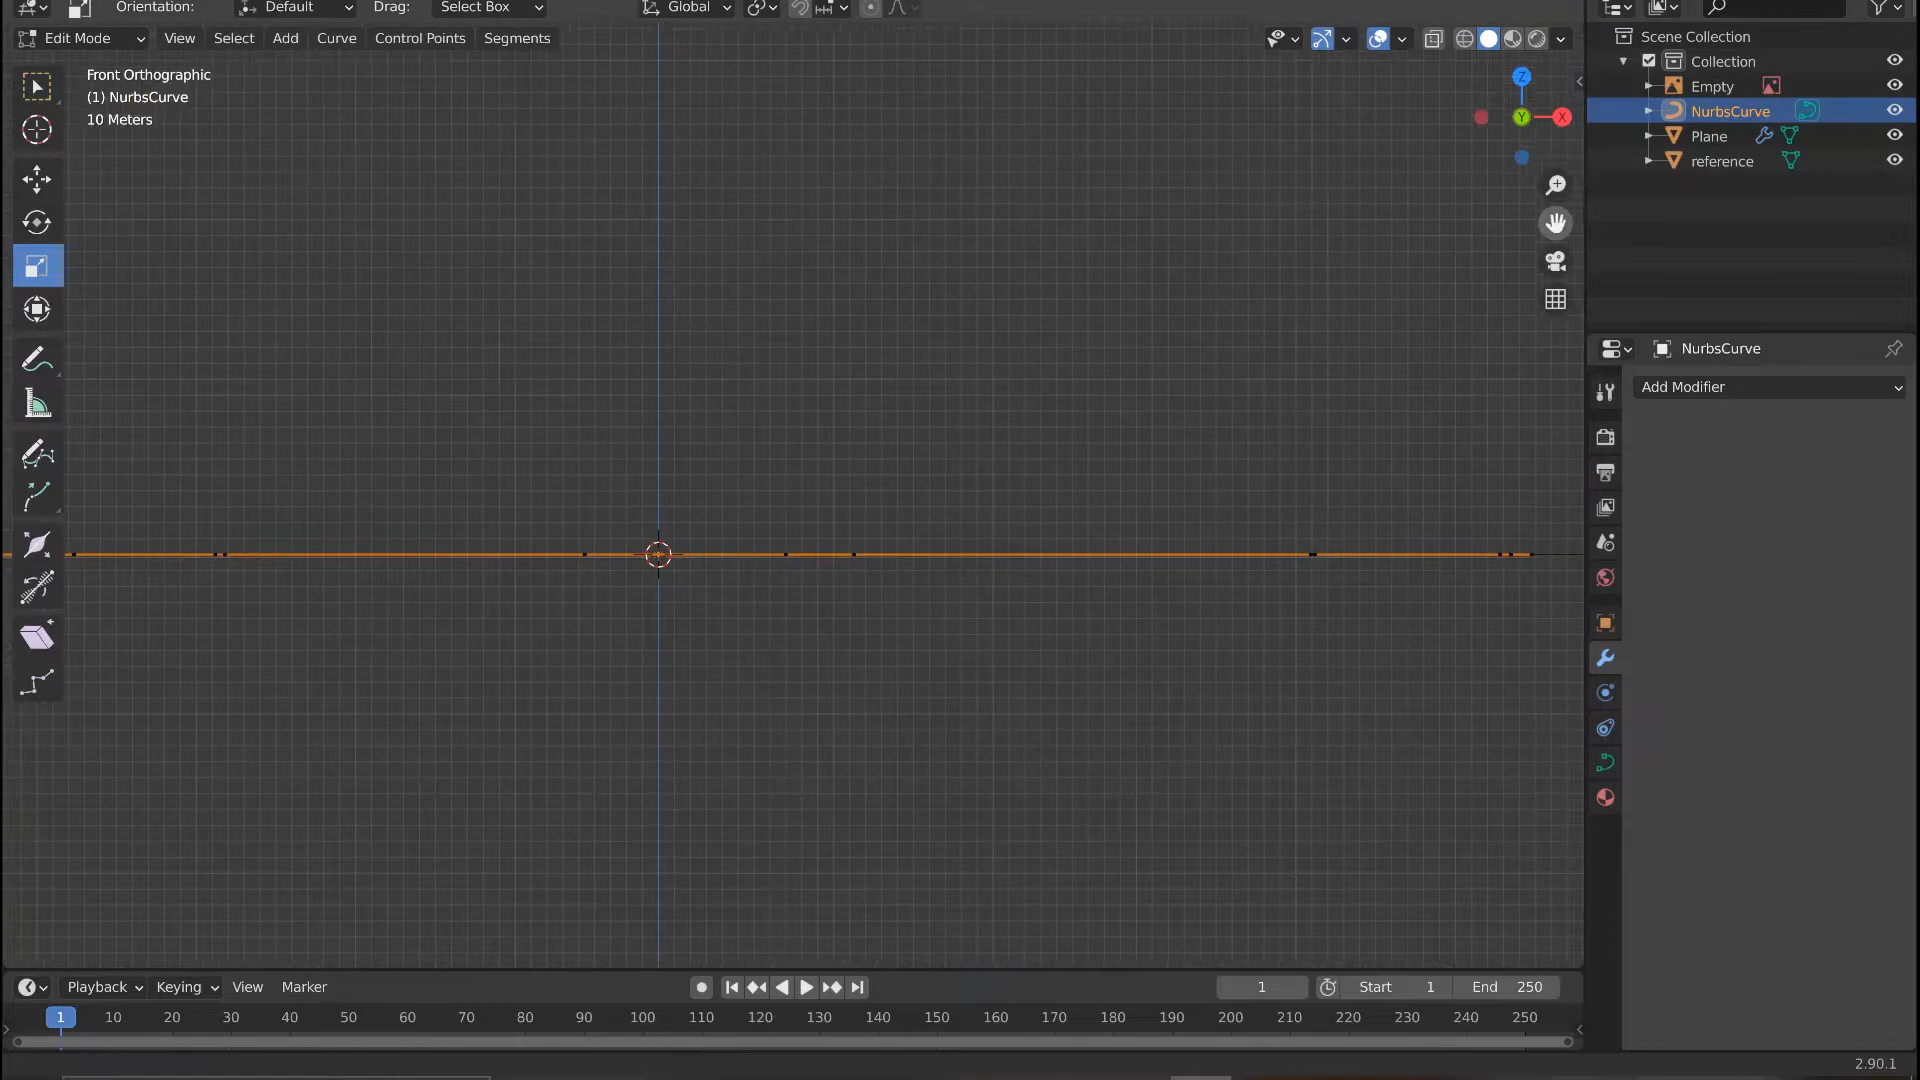 Orientation: Default Drag: Select Box Global
Edit Mode View Select Add Curve Control Points Segments
Front Orthographic
(1) NurbsCurve
10 Meters
Z
Y
X
Scene Collection
Collection
Empty
NurbsCurve
Plane
reference
NurbsCurve
Add Modifier
Playback Keying View Marker 1 Start 1 End 250
1 10 20 30 40 50 60 70 80 90 100 110 120 130 140 150 160 170 180 190 200 210 220 230 240 250
2.90.1